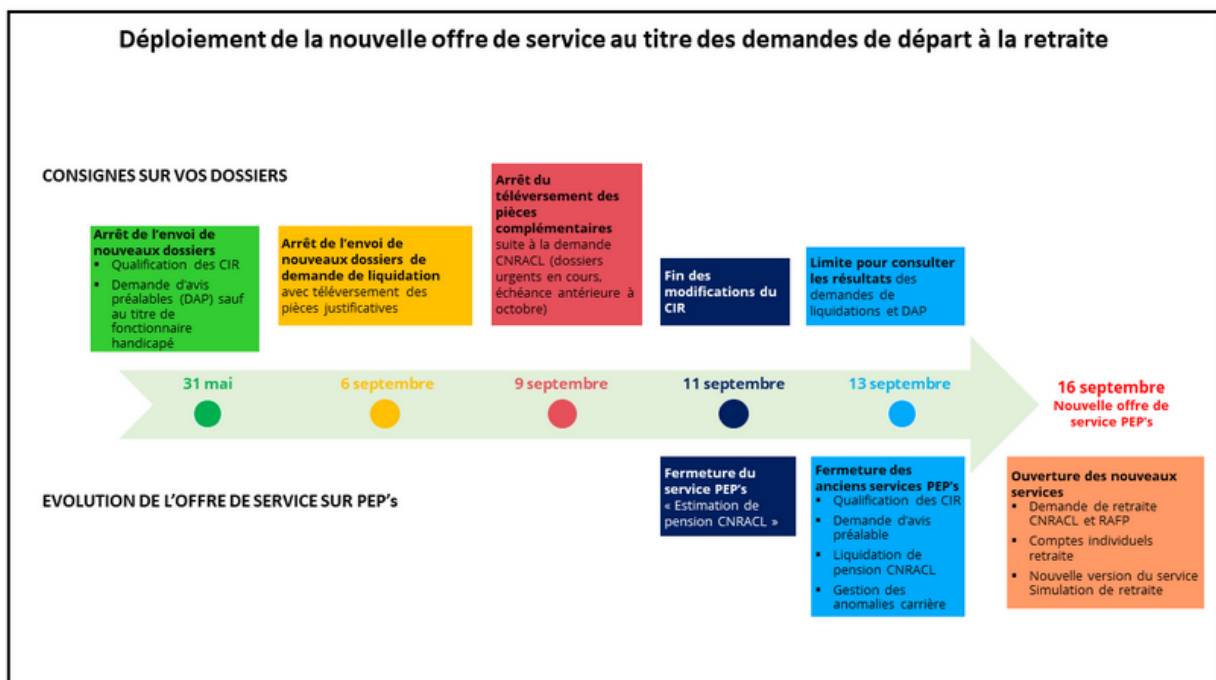 Déploiement de la nouvelle offre de service au titre des demandes de départ à la retraite
CONSIGNES SUR VOS DOSSIERS
Arrêt de l'envoi de
nouveaux dossiers
▪ Qualification des CIR
▪ Demande d'avis
préalables (DAP) sauf
au titre de
fonctionnaire
handicapé
Arrêt de l'envoi de
nouveaux dossiers de
demande de liquidation
avec téléversement des
pièces justificatives
Arrêt du
téléversement des
pièces
complémentaires
suite à la demande
CNRACL (dossiers
urgents en cours,
échéance antérieure à
octobre)
Fin des
modifications du
CIR
Limite pour consulter
les résultats des
demandes de
liquidations et DAP
31 mai
6 septembre
9 septembre
11 septembre
13 septembre
16 septembre
Nouvelle offre de
service PEP's
EVOLUTION DE L'OFFRE DE SERVICE SUR PEP's
Fermeture du
service PEP's
« Estimation de
pension CNRACL »
Fermeture des
anciens services PEP's
▪ Qualification des CIR
▪ Demande d'avis
préalable
▪ Liquidation de
pension CNRACL
▪ Gestion des
anomalies carrière
Ouverture des nouveaux
services
▪ Demande de retraite
CNRACL et RAFP
▪ Comptes individuels
retraite
▪ Nouvelle version du service
Simulation de retraite